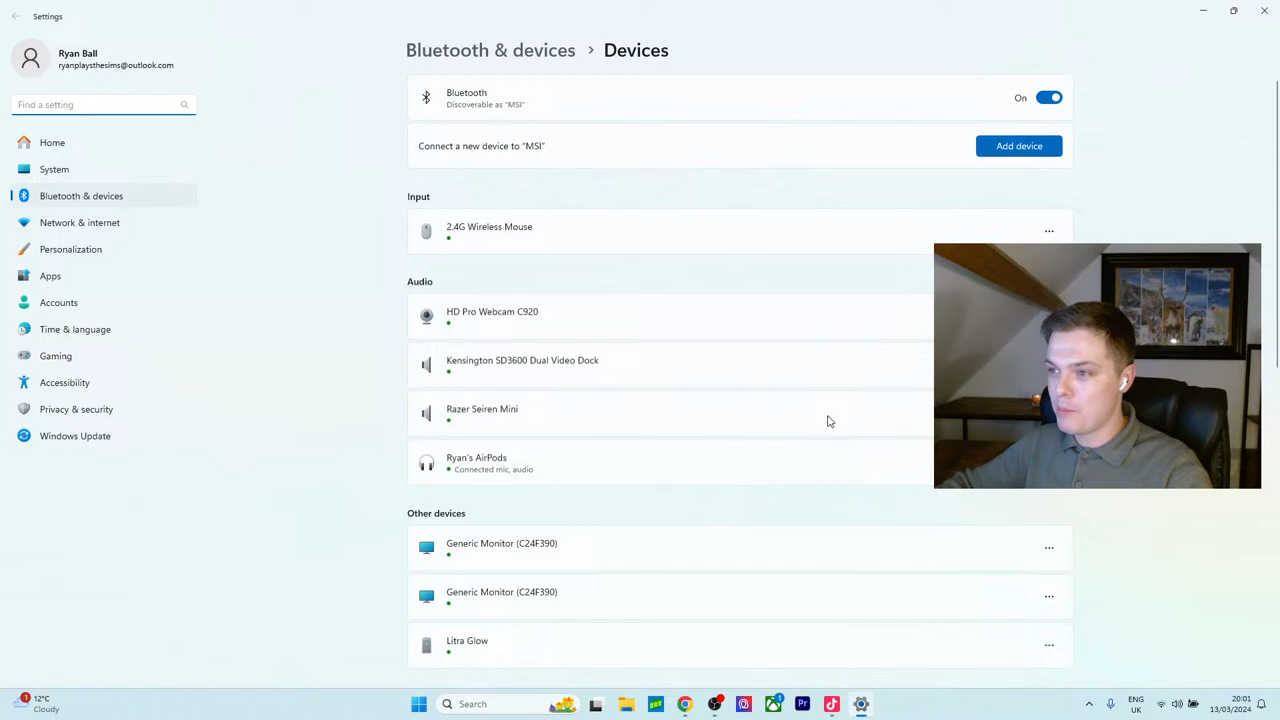 Settings
Ryan Ball
ryanplaysthesims@outlook.com
Find a setting
Home
System
Bluetooth & devices
Network & internet
Personalization
Apps
Accounts
Time & language
Gaming
Accessibility
Privacy & security
Windows Update
Bluetooth & devices › Devices
Bluetooth
Discoverable as “MSI”
On
Connect a new device to “MSI”
Add device
Input
2.4G Wireless Mouse
Audio
HD Pro Webcam C920
Kensington SD3600 Dual Video Dock
Razer Seiren Mini
Ryan's AirPods
Connected mic, audio
Other devices
Generic Monitor (C24F390)
Generic Monitor (C24F390)
Litra Glow
1
12°C
Cloudy
Search
1
Pr
ENG
UK
20:01
13/03/2024